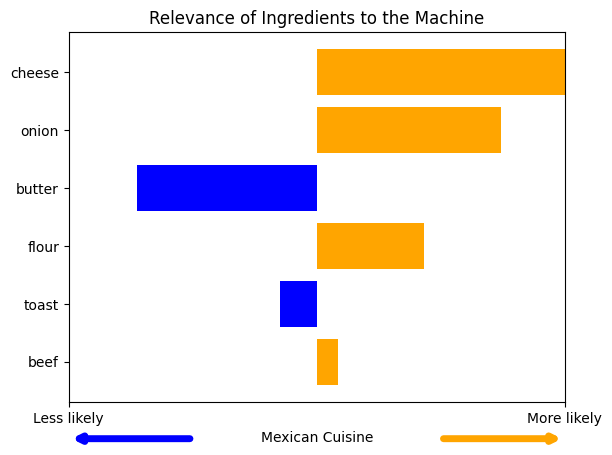 Relevance of Ingredients to the Machine
cheese
onion
butter
flour
toast
beef
Less likely
More likely
Mexican Cuisine